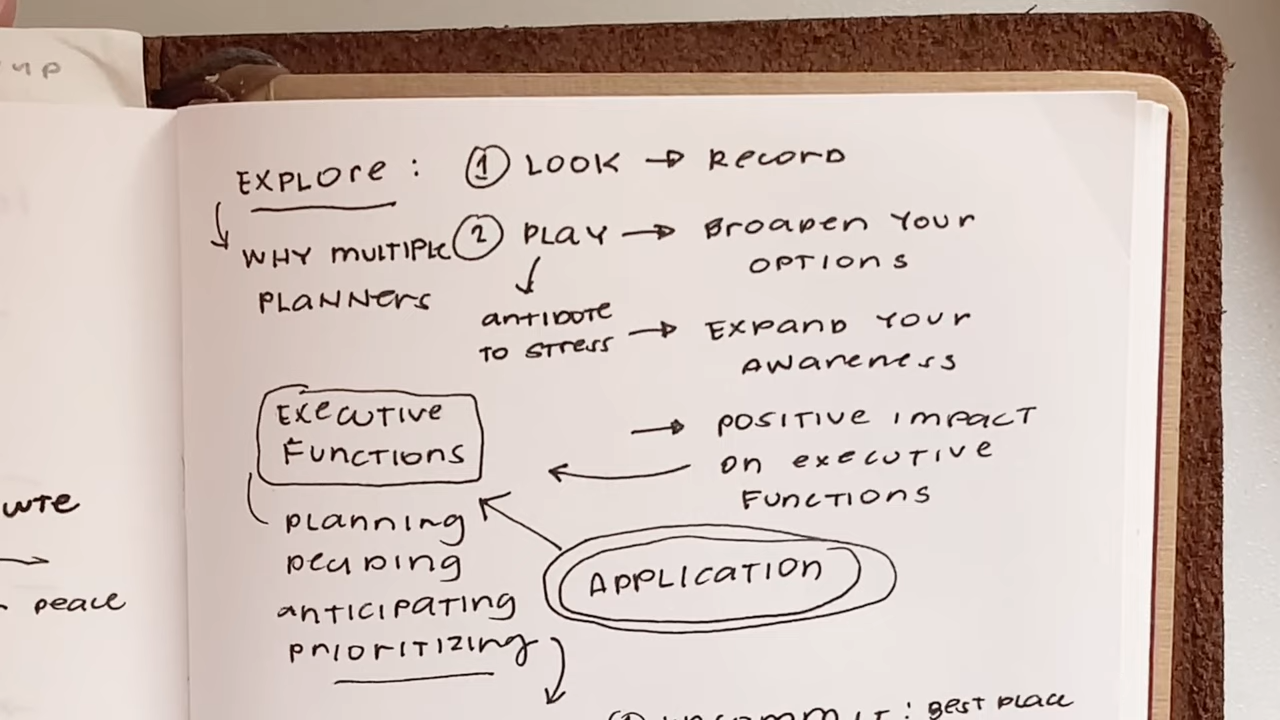 up
EXPLORE : ① LOOK → RECORD
WHY MULTIPLE
PLANNERS
② PLAY → BROADEN YOUR
OPTIONS
ANTIDOTE
TO STRESS
→ EXPAND YOUR
AWARENESS
→ POSITIVE IMPACT
ON EXECUTIVE
FUNCTIONS
EXECUTIVE
FUNCTIONS
planning
deciding
anticipating
prioritizing
APPLICATION
: BEST PLACE
peace